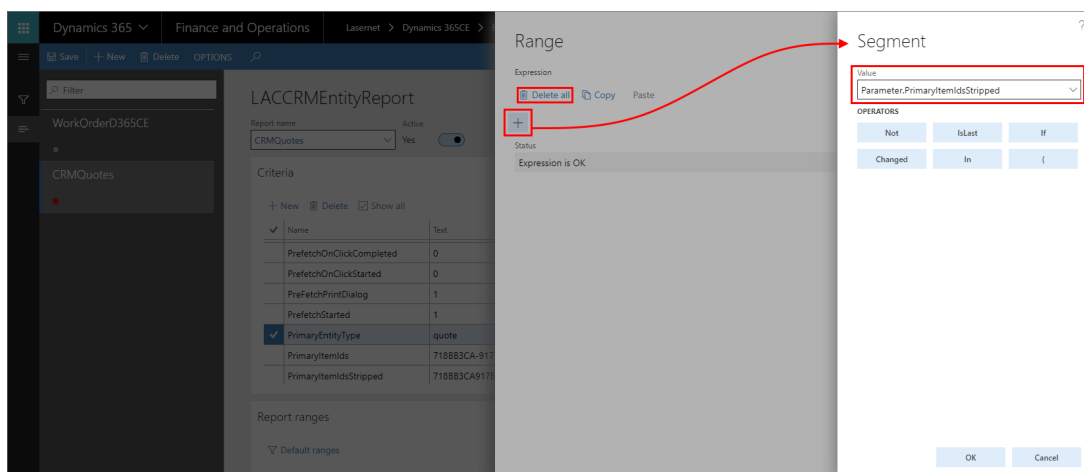 Dynamics 365
Finance and Operations
Lasernet > Dynamics 365CE >
Save + New Delete OPTIONS
Filter
WorkOrderD365CE
CRMQuotes
LACCRMEntityReport
Report name Active
CRMQuotes Yes
Criteria
+ New Delete Show all
Name Text
PrefetchOnClickCompleted 0
PrefetchOnClickStarted 0
PreFetchPrintDialog 1
PrefetchStarted 1
PrimaryEntityType quote
PrimaryItemIds 718BB3CA-917
PrimaryItemIdsStripped 718BB3CA917
Report ranges
Default ranges
Range
Expression
Delete all Copy Paste
+
Status
Expression is OK
?
Segment
Value
Parameter.PrimaryItemIdsStripped
OPERATORS
Not IsLast If
Changed In (
OK Cancel